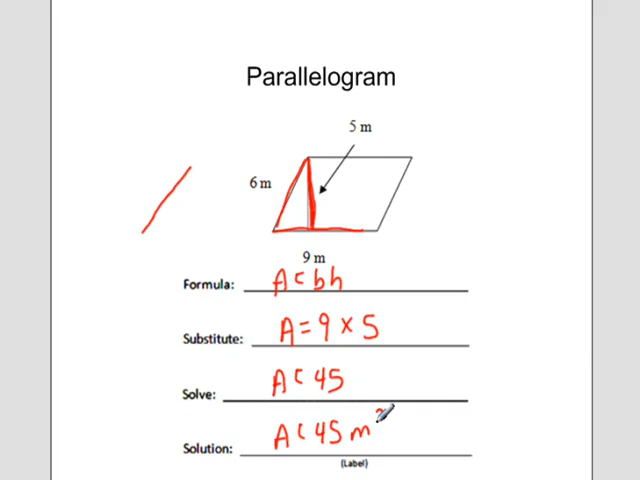 Parallelogram
5 m
6 m
9 m
Formula: A = bh
Substitute: A = 9 x 5
Solve: A = 45
Solution: A = 45 m²
(Label)